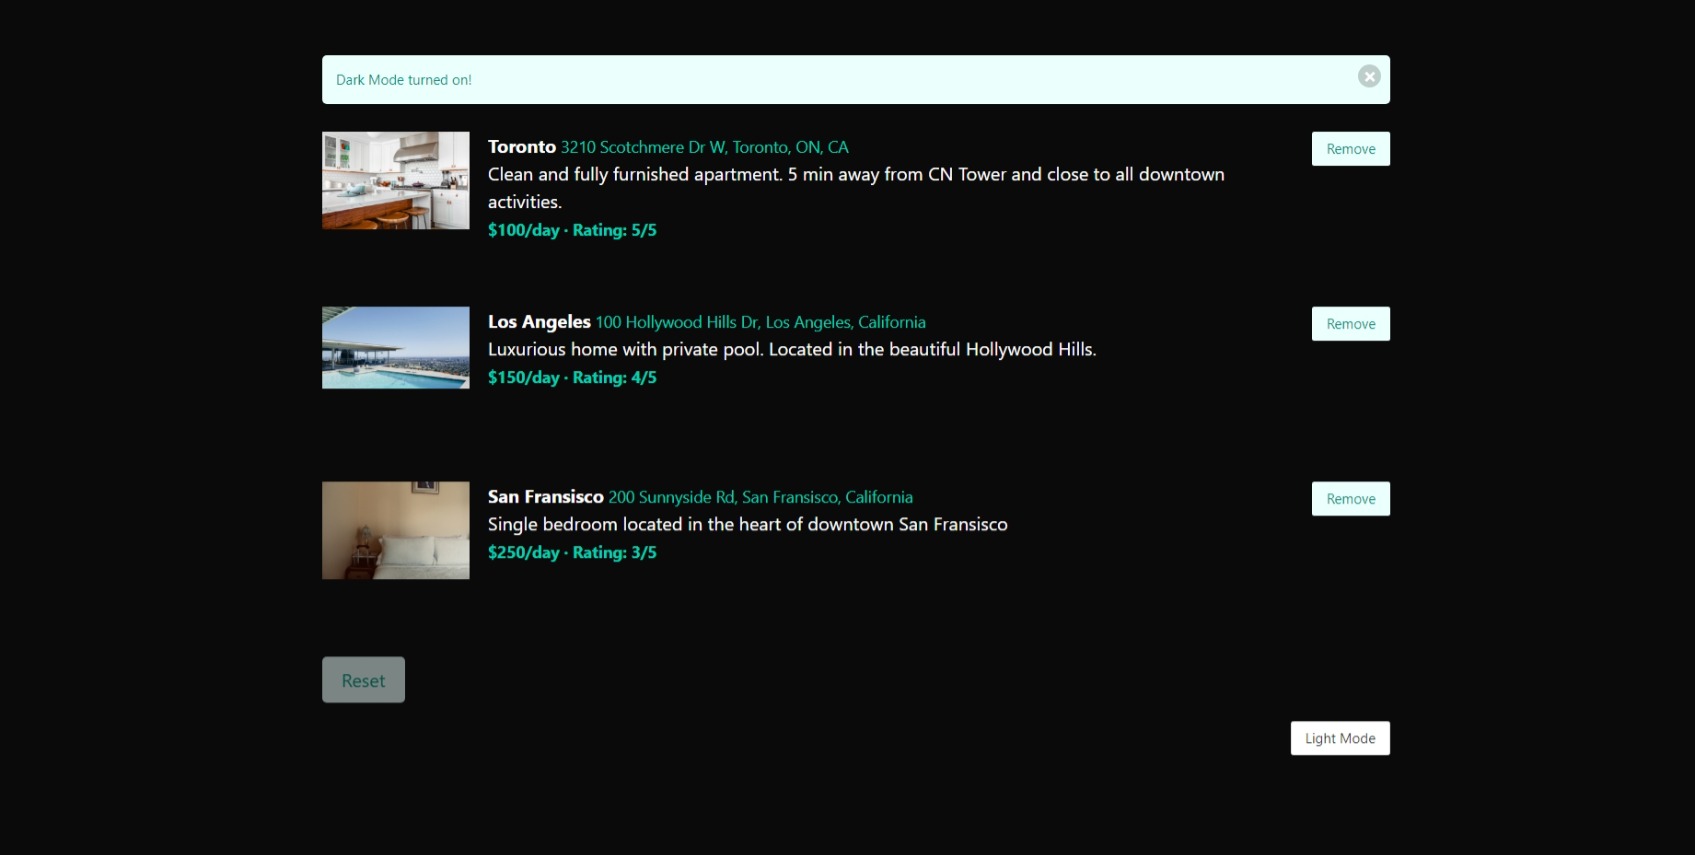 Dark Mode turned on!
Toronto 3210 Scotchmere Dr W, Toronto, ON, CA
Remove
Clean and fully furnished apartment. 5 min away from CN Tower and close to all downtown
activities.
$100/day · Rating: 5/5
Los Angeles 100 Hollywood Hills Dr, Los Angeles, California
Remove
Luxurious home with private pool. Located in the beautiful Hollywood Hills.
$150/day · Rating: 4/5
San Fransisco 200 Sunnyside Rd, San Fransisco, California
Remove
Single bedroom located in the heart of downtown San Fransisco
$250/day · Rating: 3/5
Reset
Light Mode